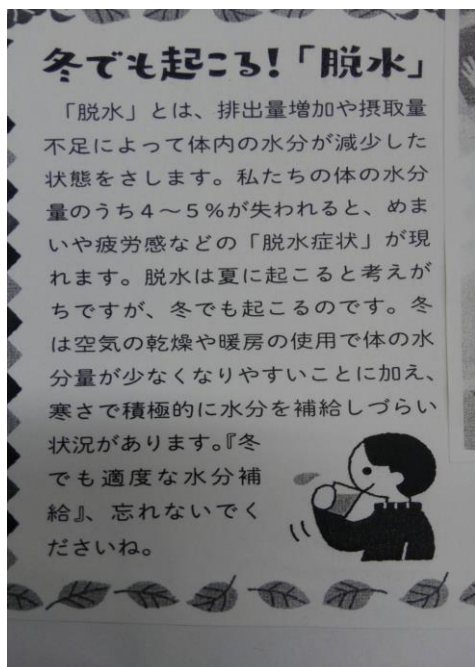 冬でも起こる!「脱水」
「脱水」とは、排出量増加や摂取量
不足によって体内の水分が減少した
状態をさします。私たちの体の水分
量のうち4～5%が失われると、めま
いや疲労感などの「脱水症状」が現
れます。脱水は夏に起こると考えが
ちですが、冬でも起こるのです。冬
は空気の乾燥や暖房の使用で体の水
分量が少なくなりやすいことに加え、
寒さで積極的に水分を補給しづらい
状況があります。『冬
でも適度な水分補
給』、忘れないでく
ださいね。